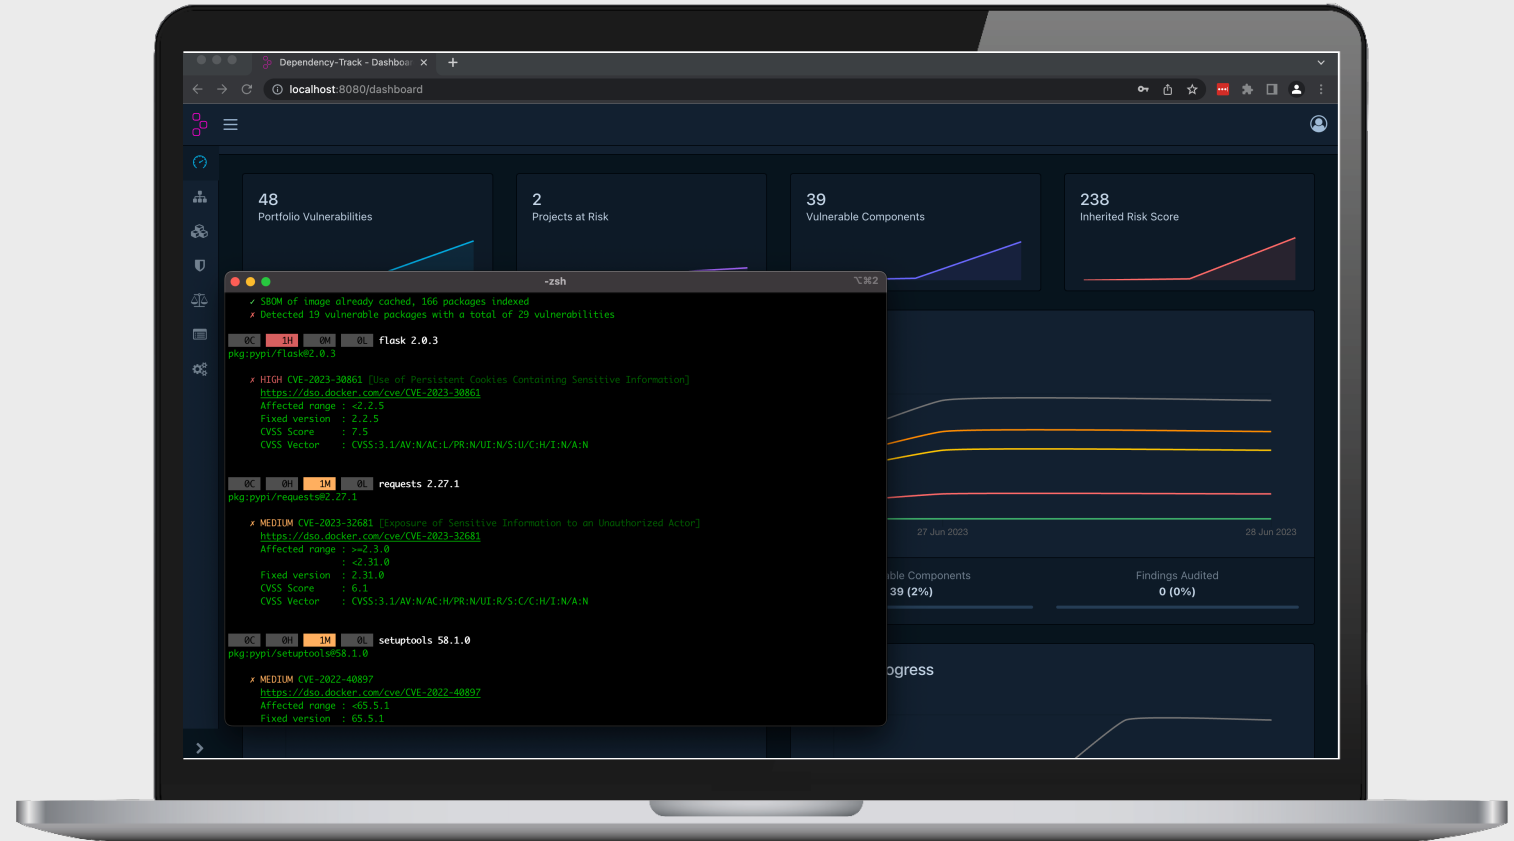 Dependency-Track - Dashboar
localhost:8080/dashboard
48
Portfolio Vulnerabilities
2
Projects at Risk
39
Vulnerable Components
238
Inherited Risk Score
-zsh
⌥⌘2
✓ SBOM of image already cached, 166 packages indexed
✗ Detected 19 vulnerable packages with a total of 29 vulnerabilities
0C 1H 0M 0L flask 2.0.3
pkg:pypi/flask@2.0.3
✗ HIGH CVE-2023-30861 [Use of Persistent Cookies Containing Sensitive Information]
https://dso.docker.com/cve/CVE-2023-30861
Affected range : <2.2.5
Fixed version : 2.2.5
CVSS Score : 7.5
CVSS Vector : CVSS:3.1/AV:N/AC:L/PR:N/UI:N/S:U/C:H/I:N/A:N
0C 0H 1M 0L requests 2.27.1
pkg:pypi/requests@2.27.1
✗ MEDIUM CVE-2023-32681 [Exposure of Sensitive Information to an Unauthorized Actor]
https://dso.docker.com/cve/CVE-2023-32681
Affected range : >=2.3.0
: <2.31.0
Fixed version : 2.31.0
CVSS Score : 6.1
CVSS Vector : CVSS:3.1/AV:N/AC:H/PR:N/UI:R/S:C/C:H/I:N/A:N
0C 0H 1M 0L setuptools 58.1.0
pkg:pypi/setuptools@58.1.0
✗ MEDIUM CVE-2022-40897
https://dso.docker.com/cve/CVE-2022-40897
Affected range : <65.5.1
Fixed version : 65.5.1
27 Jun 2023
28 Jun 2023
ble Components
39 (2%)
Findings Audited
0 (0%)
ogress